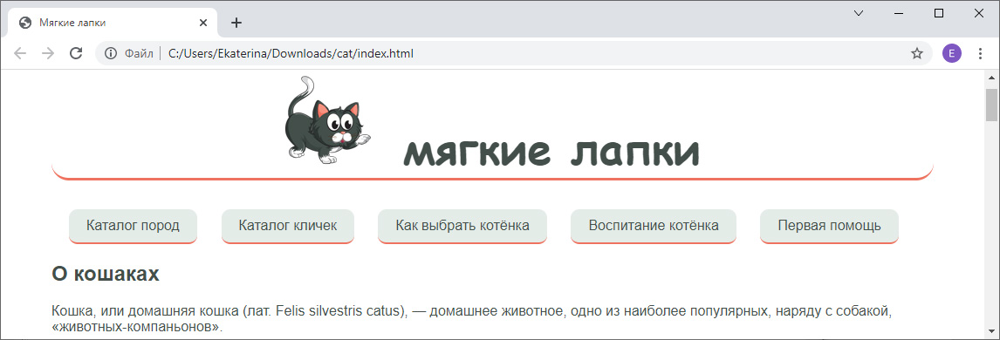 Мягкие лапки
Файл C:/Users/Ekaterina/Downloads/cat/index.html E
мягкие лапки
Каталог пород Каталог кличек Как выбрать котёнка Воспитание котёнка Первая помощь
О кошаках
Кошка, или домашняя кошка (лат. Felis silvestris catus), — домашнее животное, одно из наиболее популярных, наряду с собакой,
«животных-компаньонов».